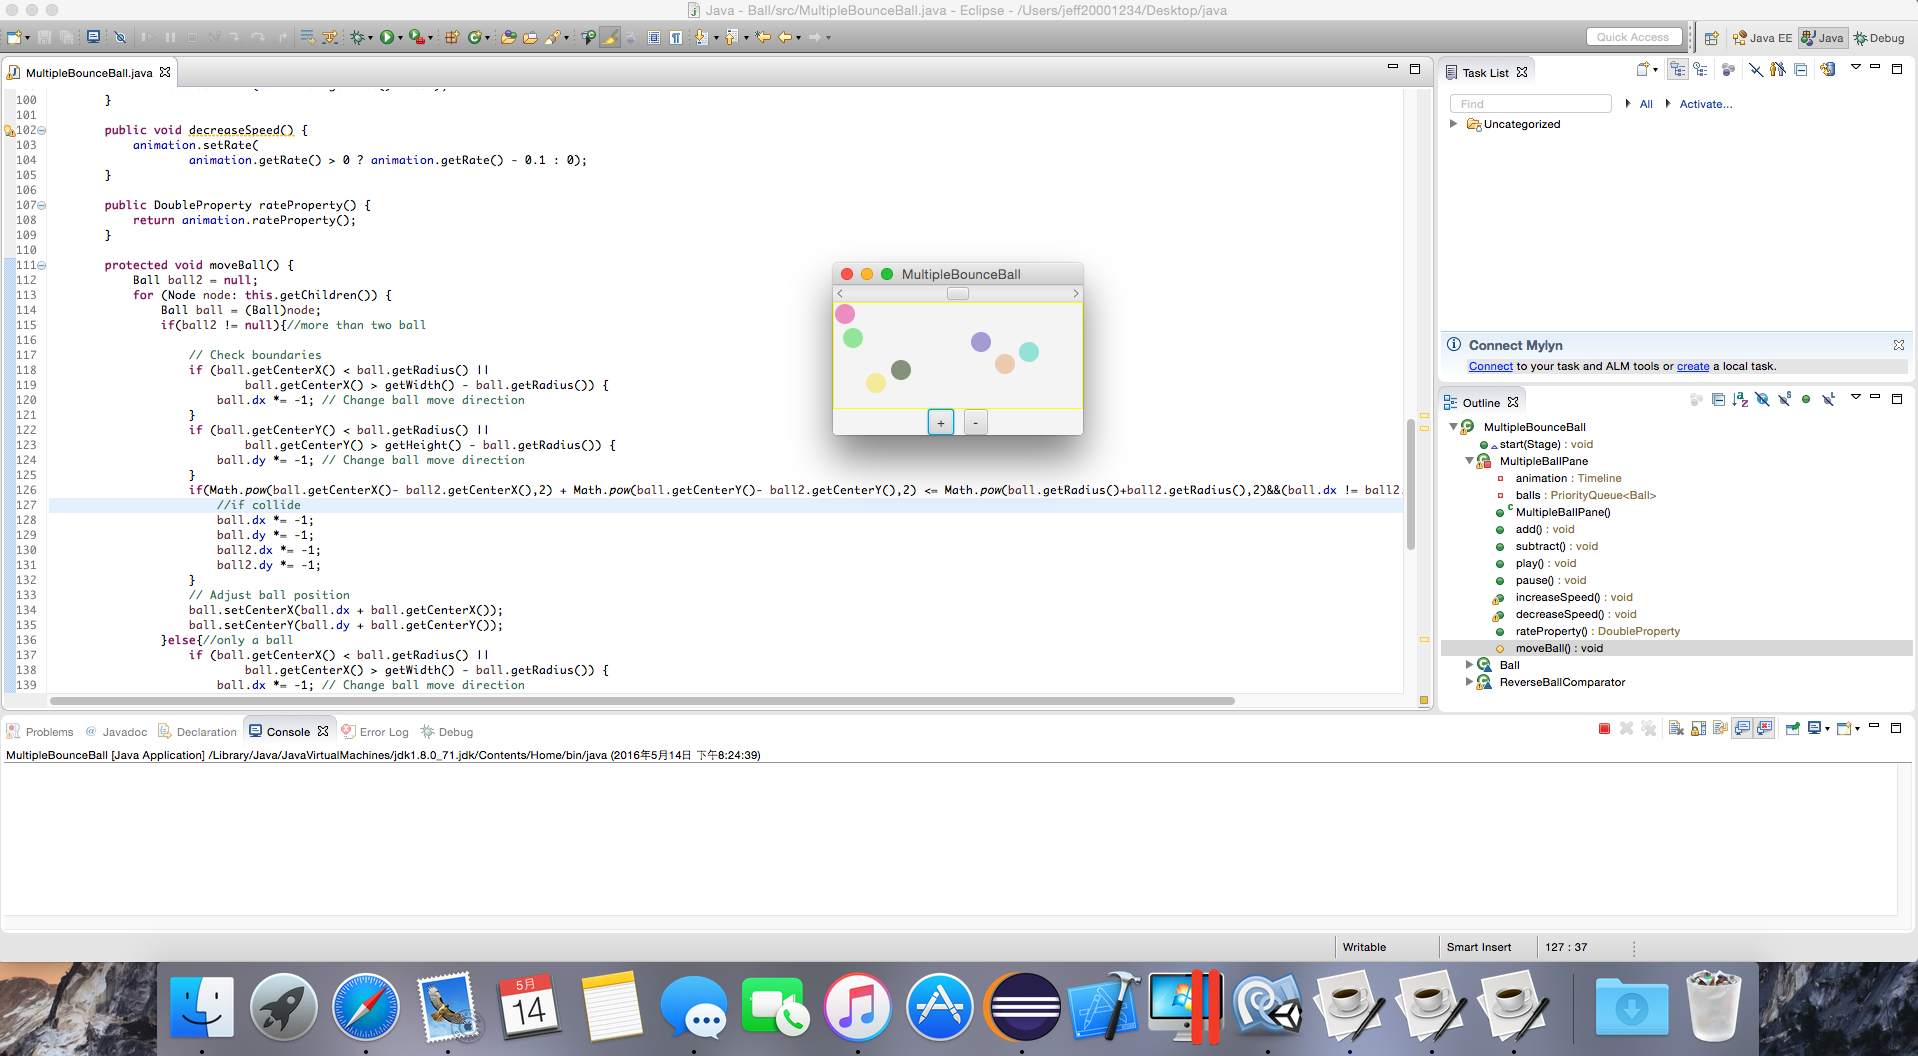 Java - Ball/src/MultipleBounceBall.java - Eclipse - /Users/jeff20001234/Desktop/java
Quick Access
Java EE
Java
Debug
MultipleBounceBall.java
100 }
101
102 public void decreaseSpeed() {
103 animation.setRate(
104 animation.getRate() > 0 ? animation.getRate() - 0.1 : 0);
105 }
106
107 public DoubleProperty rateProperty() {
108 return animation.rateProperty();
109 }
110
111 protected void moveBall() {
112 Ball ball2 = null;
113 for (Node node: this.getChildren()) {
114 Ball ball = (Ball)node;
115 if(ball2 != null){//more than two ball
116
117 // Check boundaries
118 if (ball.getCenterX() < ball.getRadius() ||
119 ball.getCenterX() > getWidth() - ball.getRadius()) {
120 ball.dx *= -1; // Change ball move direction
121 }
122 if (ball.getCenterY() < ball.getRadius() ||
123 ball.getCenterY() > getHeight() - ball.getRadius()) {
124 ball.dy *= -1; // Change ball move direction
125 }
126 if(Math.pow(ball.getCenterX()- ball2.getCenterX(),2) + Math.pow(ball.getCenterY()- ball2.getCenterY(),2) <= Math.pow(ball.getRadius()+ball2.getRadius(),2)&&(ball.dx != ball2.
127 //if collide
128 ball.dx *= -1;
129 ball.dy *= -1;
130 ball2.dx *= -1;
131 ball2.dy *= -1;
132 }
133 // Adjust ball position
134 ball.setCenterX(ball.dx + ball.getCenterX());
135 ball.setCenterY(ball.dy + ball.getCenterY());
136 }else{//only a ball
137 if (ball.getCenterX() < ball.getRadius() ||
138 ball.getCenterX() > getWidth() - ball.getRadius()) {
139 ball.dx *= -1; // Change ball move direction
MultipleBounceBall
+ -
Task List
Find
All
Activate...
Uncategorized
Connect Mylyn
Connect to your task and ALM tools or create a local task.
Outline
MultipleBounceBall
start(Stage) : void
MultipleBallPane
animation : Timeline
balls : PriorityQueue<Ball>
MultipleBallPane()
add() : void
subtract() : void
play() : void
pause() : void
increaseSpeed() : void
decreaseSpeed() : void
rateProperty() : DoubleProperty
moveBall() : void
Ball
ReverseBallComparator
Problems
@ Javadoc
Declaration
Console
Error Log
Debug
MultipleBounceBall [Java Application] /Library/Java/JavaVirtualMachines/jdk1.8.0_71.jdk/Contents/Home/bin/java (2016年5月14日 下午8:24:39)
Writable
Smart Insert
127 : 37
5月
14